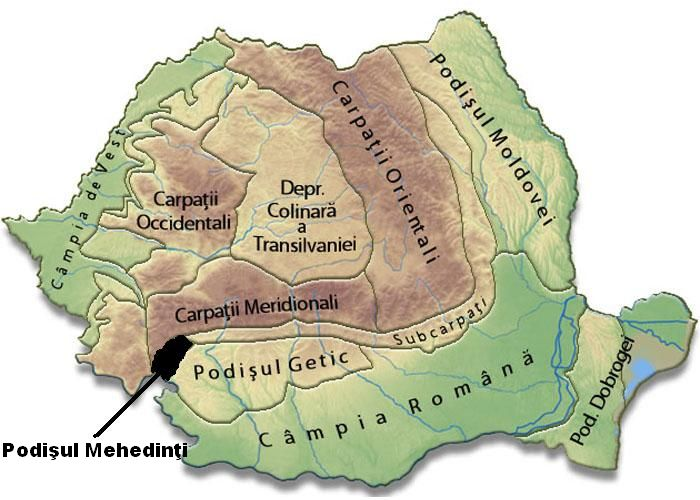 Podişul Moldovei
Carpaţii Orientali
Câmpia de Vest
Carpaţii
Occidentali
Depr.
Colinară
a
Transilvaniei
Carpaţii Meridionali
Subcarpaţi
Podişul Getic
Câmpia Română
Pod. Dobrogei
Podişul Mehedinţi